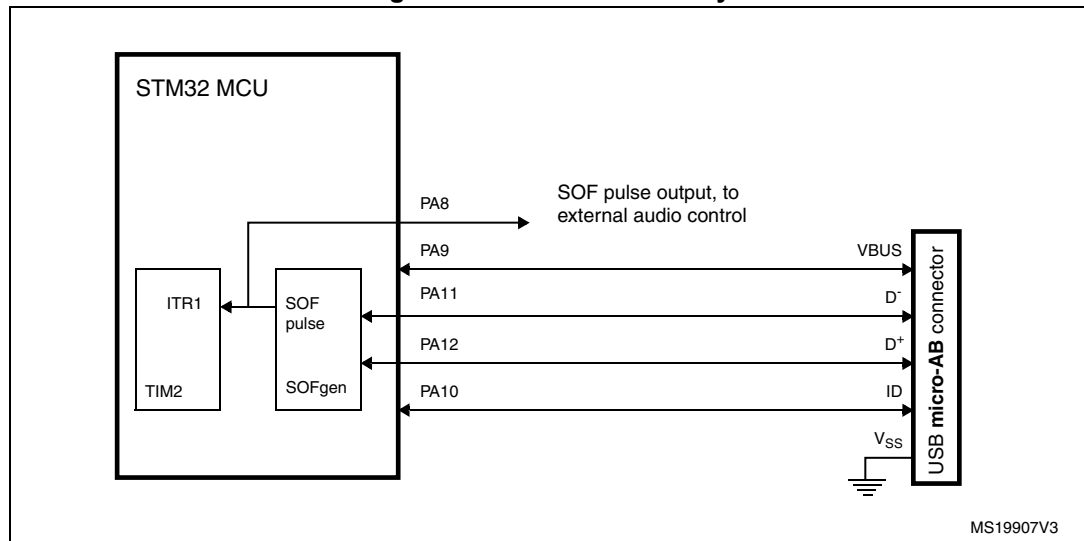 STM32 MCU
PA8
SOF pulse output, to
external audio control
PA9
VBUS
PA11
D-
PA12
D+
PA10
ID
VSS
ITR1
TIM2
SOF
pulse
SOFgen
USB micro-AB connector
MS19907V3